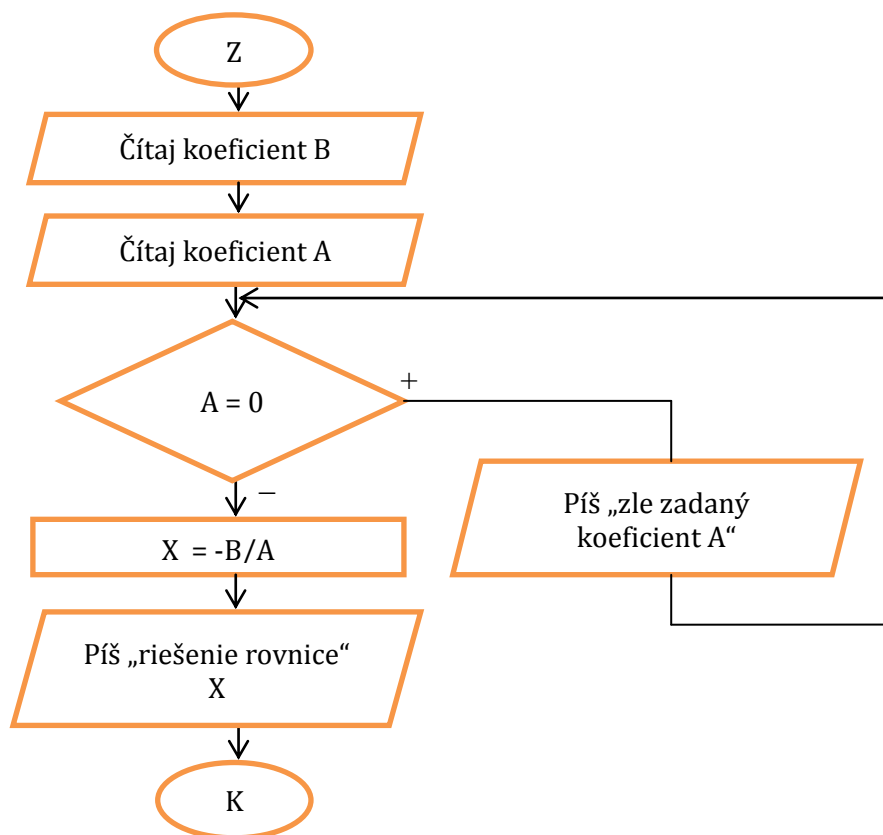 Z
Čítaj koeficient B
Čítaj koeficient A
A = 0
+
–
Píš „zle zadaný
koeficient A“
X = -B/A
Píš „riešenie rovnice“
X
K